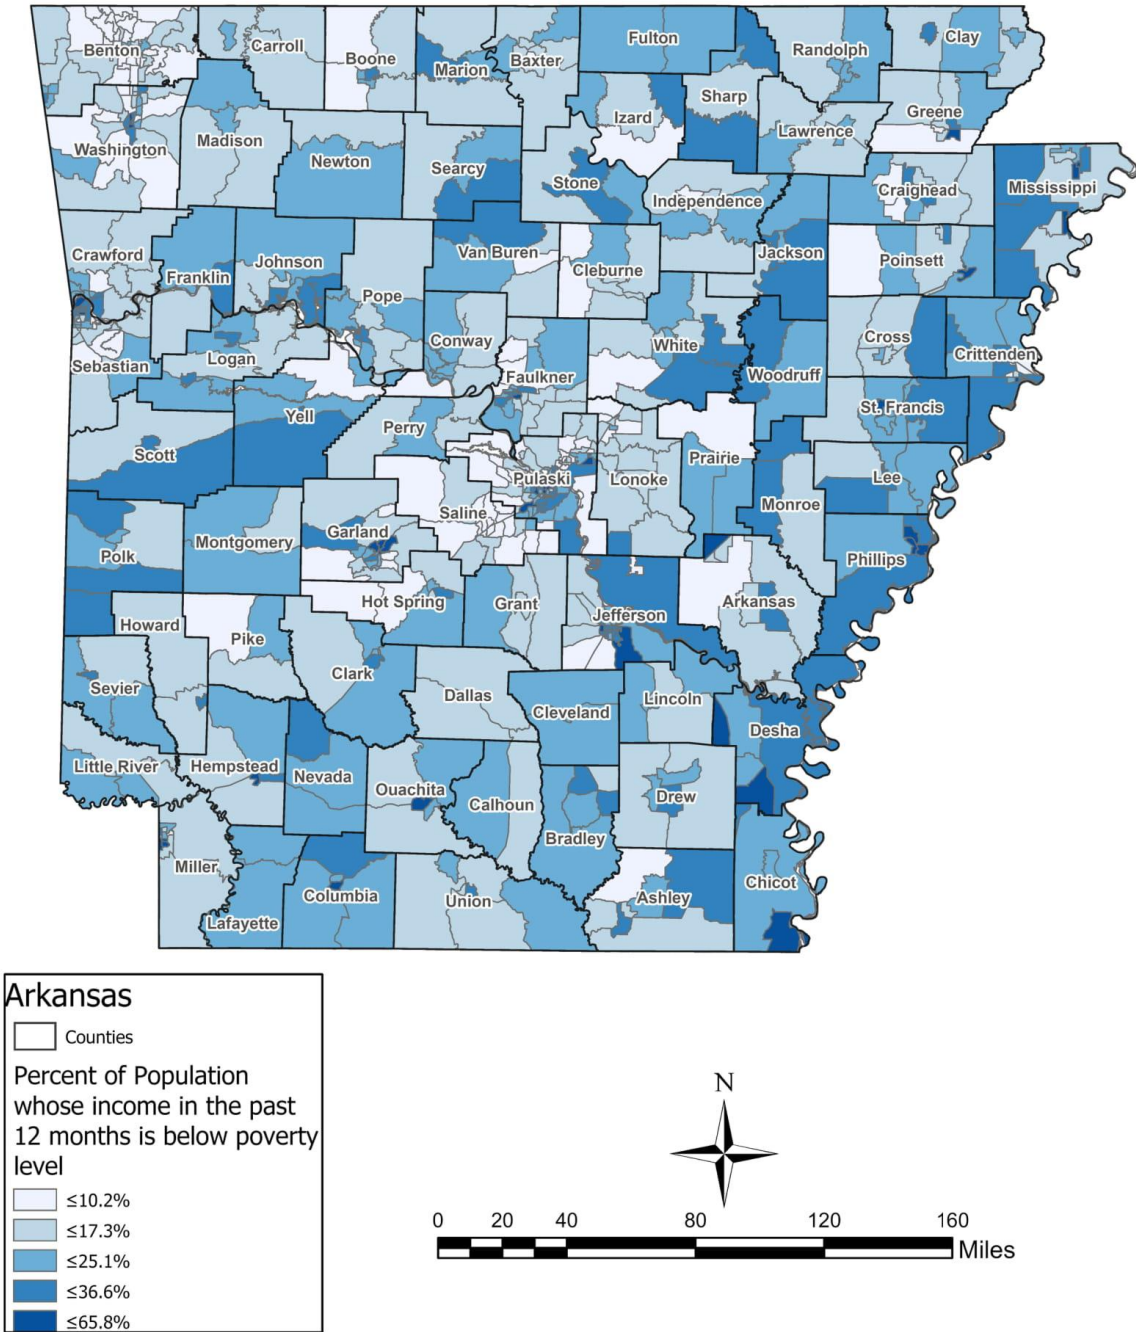 Benton
Carroll
Boone
Marion
Baxter
Fulton
Randolph
Clay
Sharp
Izard
Greene
Lawrence
Washington
Madison
Newton
Searcy
Stone
Independence
Craighead
Mississippi
Crawford
Franklin
Johnson
Pope
Van Buren
Cleburne
Jackson
Poinsett
Sebastian
Logan
Conway
Faulkner
White
Woodruff
Cross
Crittenden
Scott
Yell
Perry
St. Francis
Pulaski
Lonoke
Prairie
Monroe
Lee
Polk
Montgomery
Garland
Saline
Phillips
Howard
Pike
Hot Spring
Grant
Jefferson
Arkansas
Sevier
Clark
Dallas
Cleveland
Lincoln
Desha
Little River
Hempstead
Nevada
Ouachita
Calhoun
Bradley
Drew
Miller
Lafayette
Columbia
Union
Ashley
Chicot
Arkansas
Counties
Percent of Population
whose income in the past
12 months is below poverty
level
≤10.2%
≤17.3%
≤25.1%
≤36.6%
≤65.8%
N
0 20 40 80 120 160
Miles